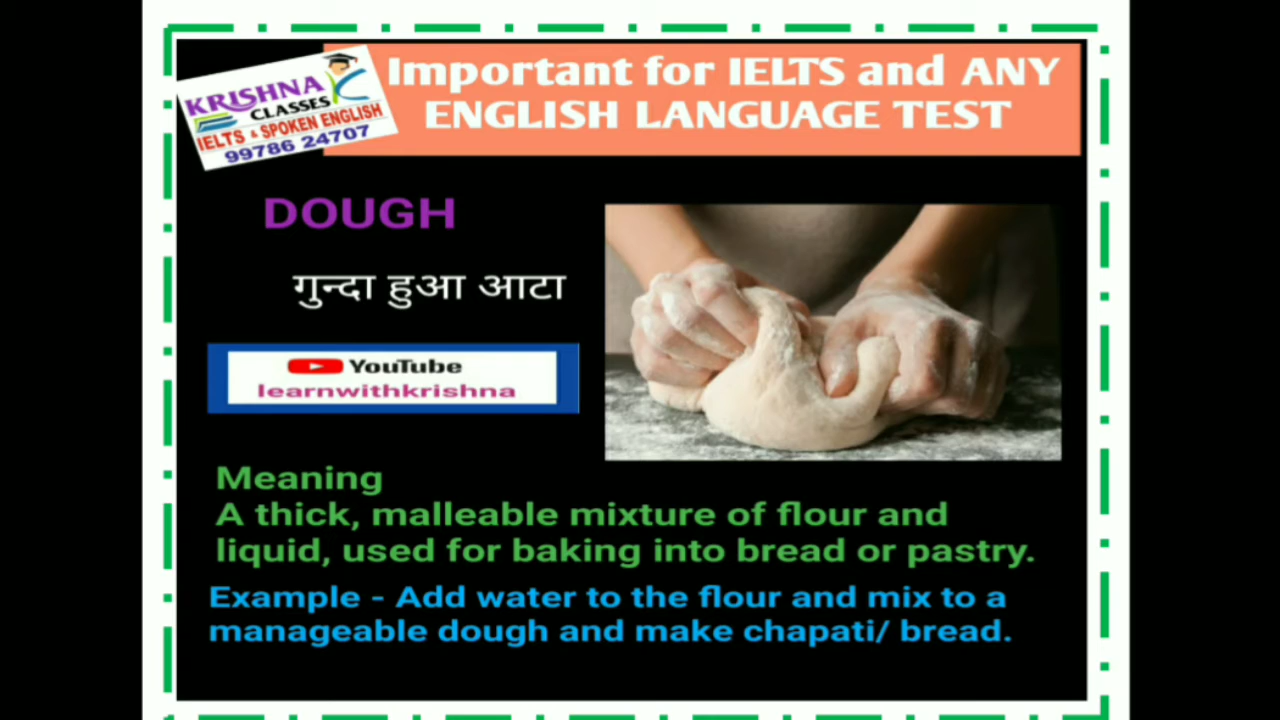 Important for IELTS and ANY
ENGLISH LANGUAGE TEST
KRISHNA
CLASSES
IELTS & SPOKEN ENGLISH
99786 24707
DOUGH
गुन्दा हुआ आटा
YouTube
learnwithkrishna
Meaning
A thick, malleable mixture of flour and
liquid, used for baking into bread or pastry.
Example - Add water to the flour and mix to a
manageable dough and make chapati/ bread.